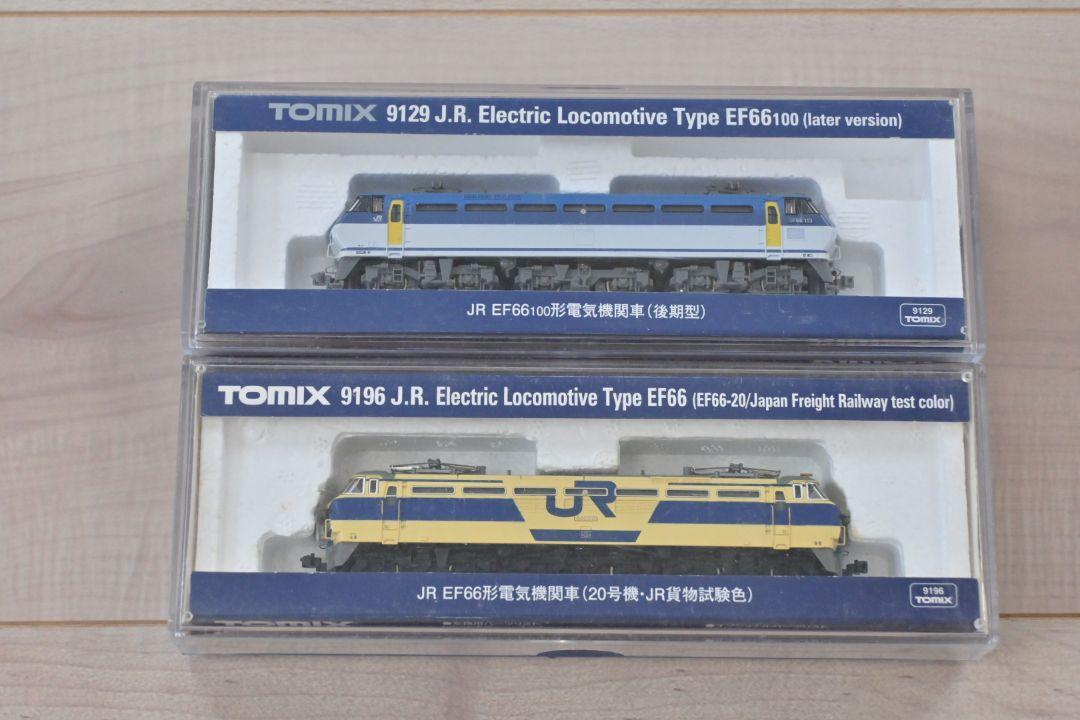 TOMIX 9129 J.R. Electric Locomotive Type EF66100 (later version)
JR
JR EF66100形電気機関車(後期型)
9129
TOMIX
TOMIX 9196 J.R. Electric Locomotive Type EF66 (EF66-20/Japan Freight Railway test color)
JR
JR EF66形電気機関車(20号機・JR貨物試験色)
9196
TOMIX